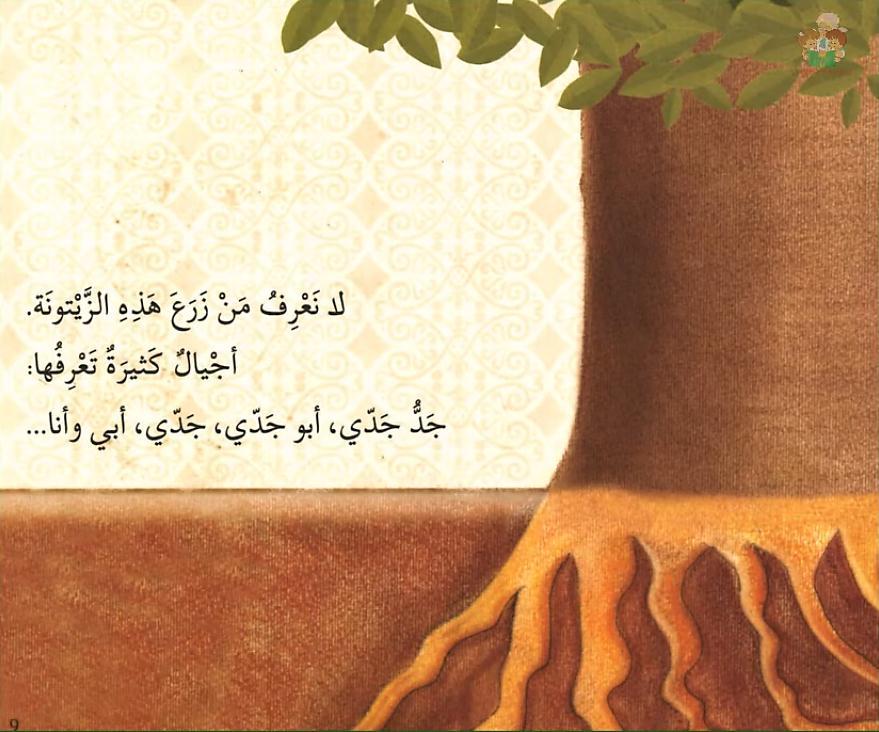 لا نَعْرِفُ مَنْ زَرَعَ هَذِهِ الزَّيْتونَة.
أجْيالٌ كَثيرَةٌ تَعْرِفُها:
جَدُّ جَدّي، أبو جَدّي، جَدّي، أبي وأنا...
9